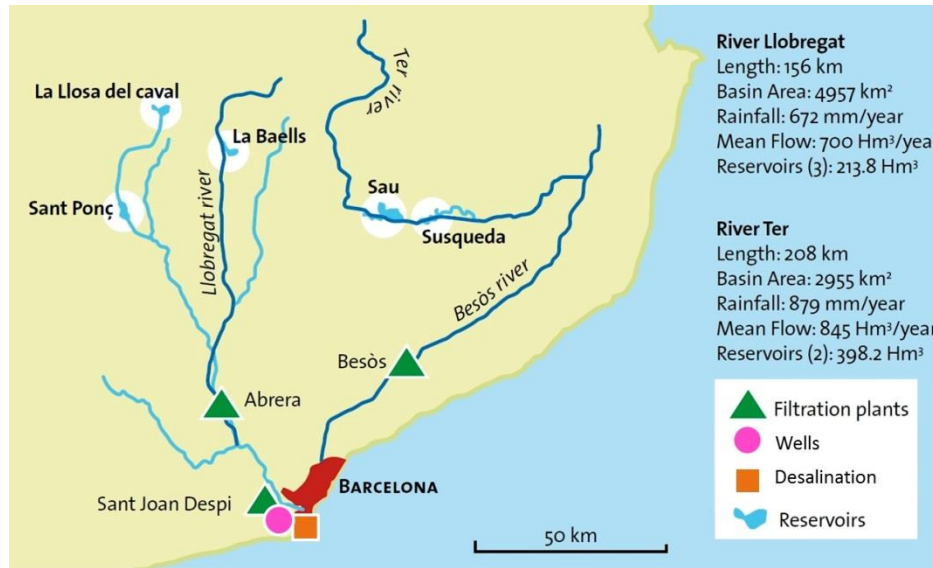 La Llosa del caval
La Baells
Sant Ponç
Llobregat river
Ter river
Sau
Susqueda
Besòs river
Besòs
Abrera
Sant Joan Despi
BARCELONA
50 km
River Llobregat
Length: 156 km
Basin Area: 4957 km²
Rainfall: 672 mm/year
Mean Flow: 700 Hm³/yea
Reservoirs (3): 213.8 Hm³
River Ter
Length: 208 km
Basin Area: 2955 km²
Rainfall: 879 mm/year
Mean Flow: 845 Hm³/year
Reservoirs (2): 398.2 Hm³
Filtration plants
Wells
Desalination
Reservoirs